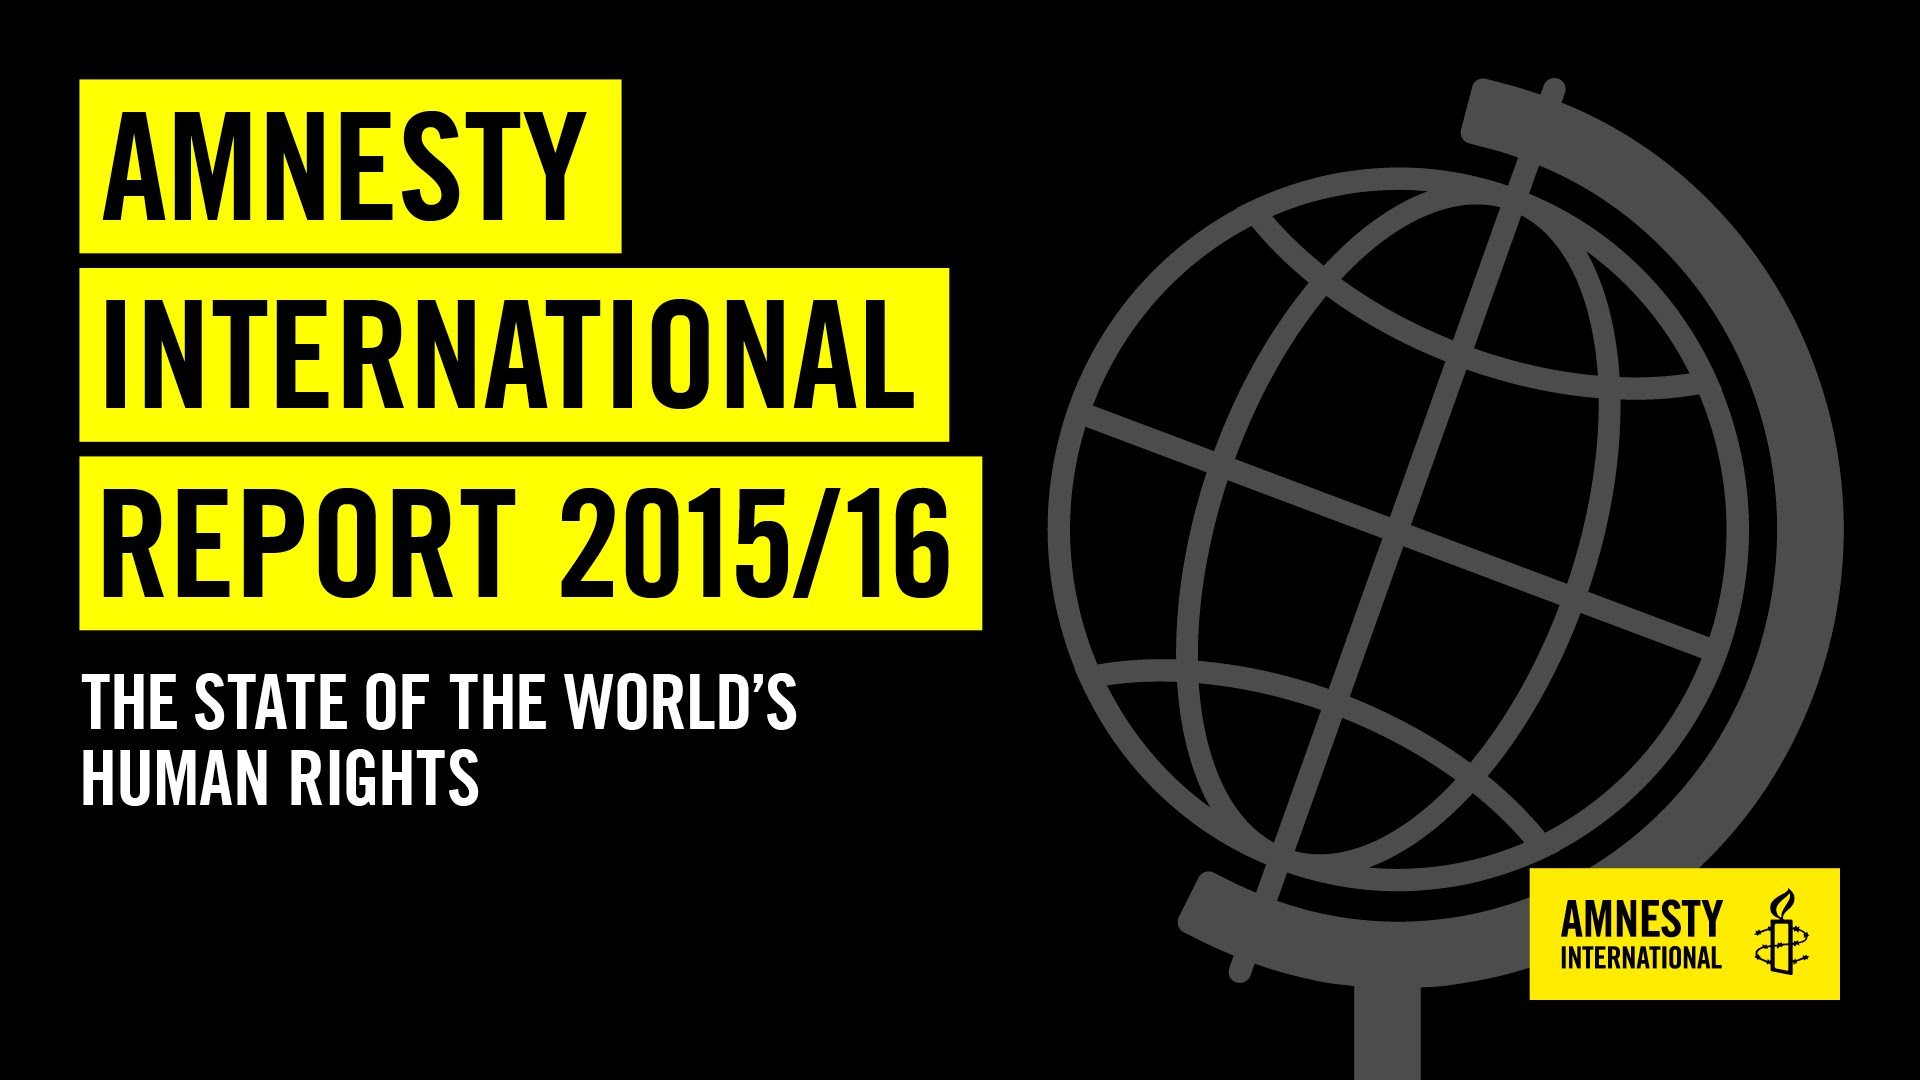 AMNESTY
INTERNATIONAL
REPORT 2015/16
THE STATE OF THE WORLD’S
HUMAN RIGHTS
AMNESTY
INTERNATIONAL